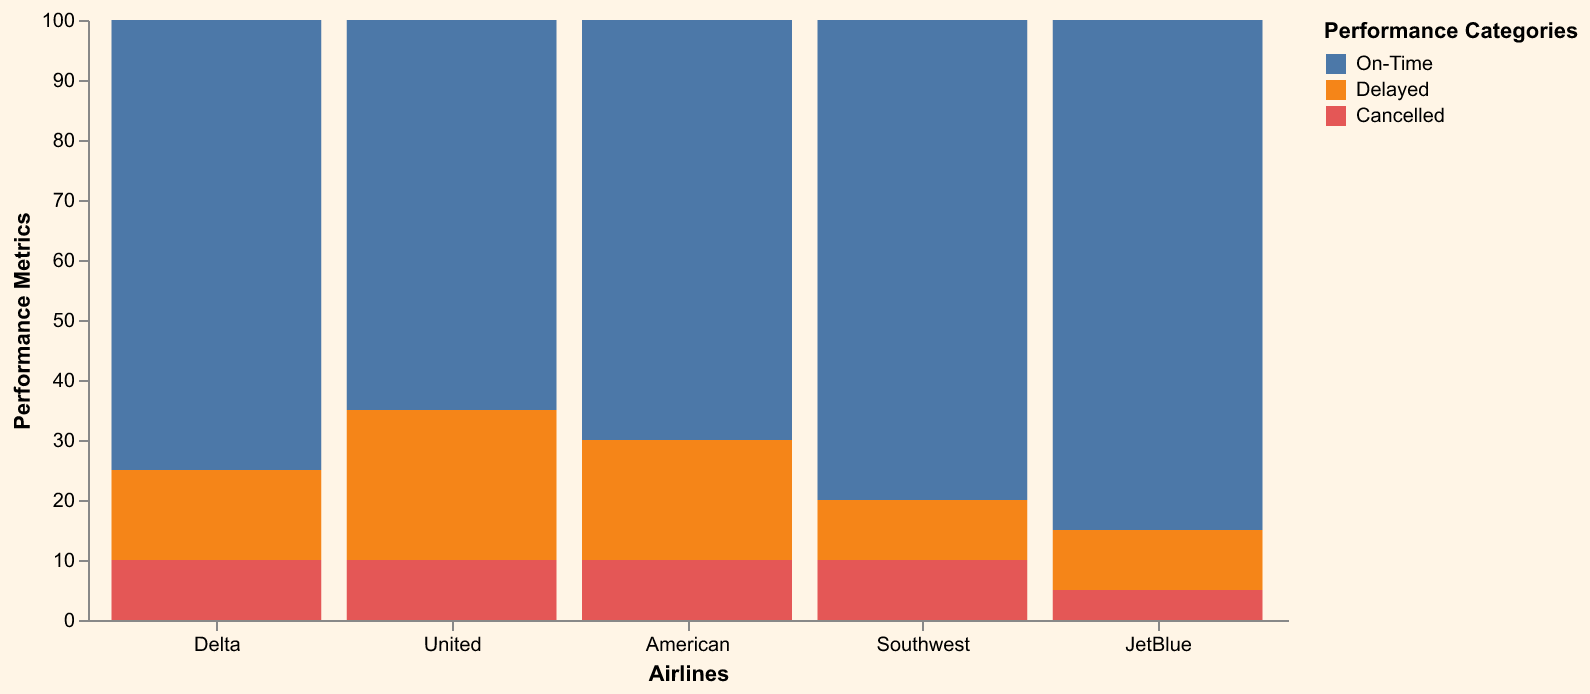 100
90
80
70
60
50
40
30
20
10
0
Performance Metrics
Delta
United
American
Southwest
JetBlue
Airlines
Performance Categories
On-Time
Delayed
Cancelled